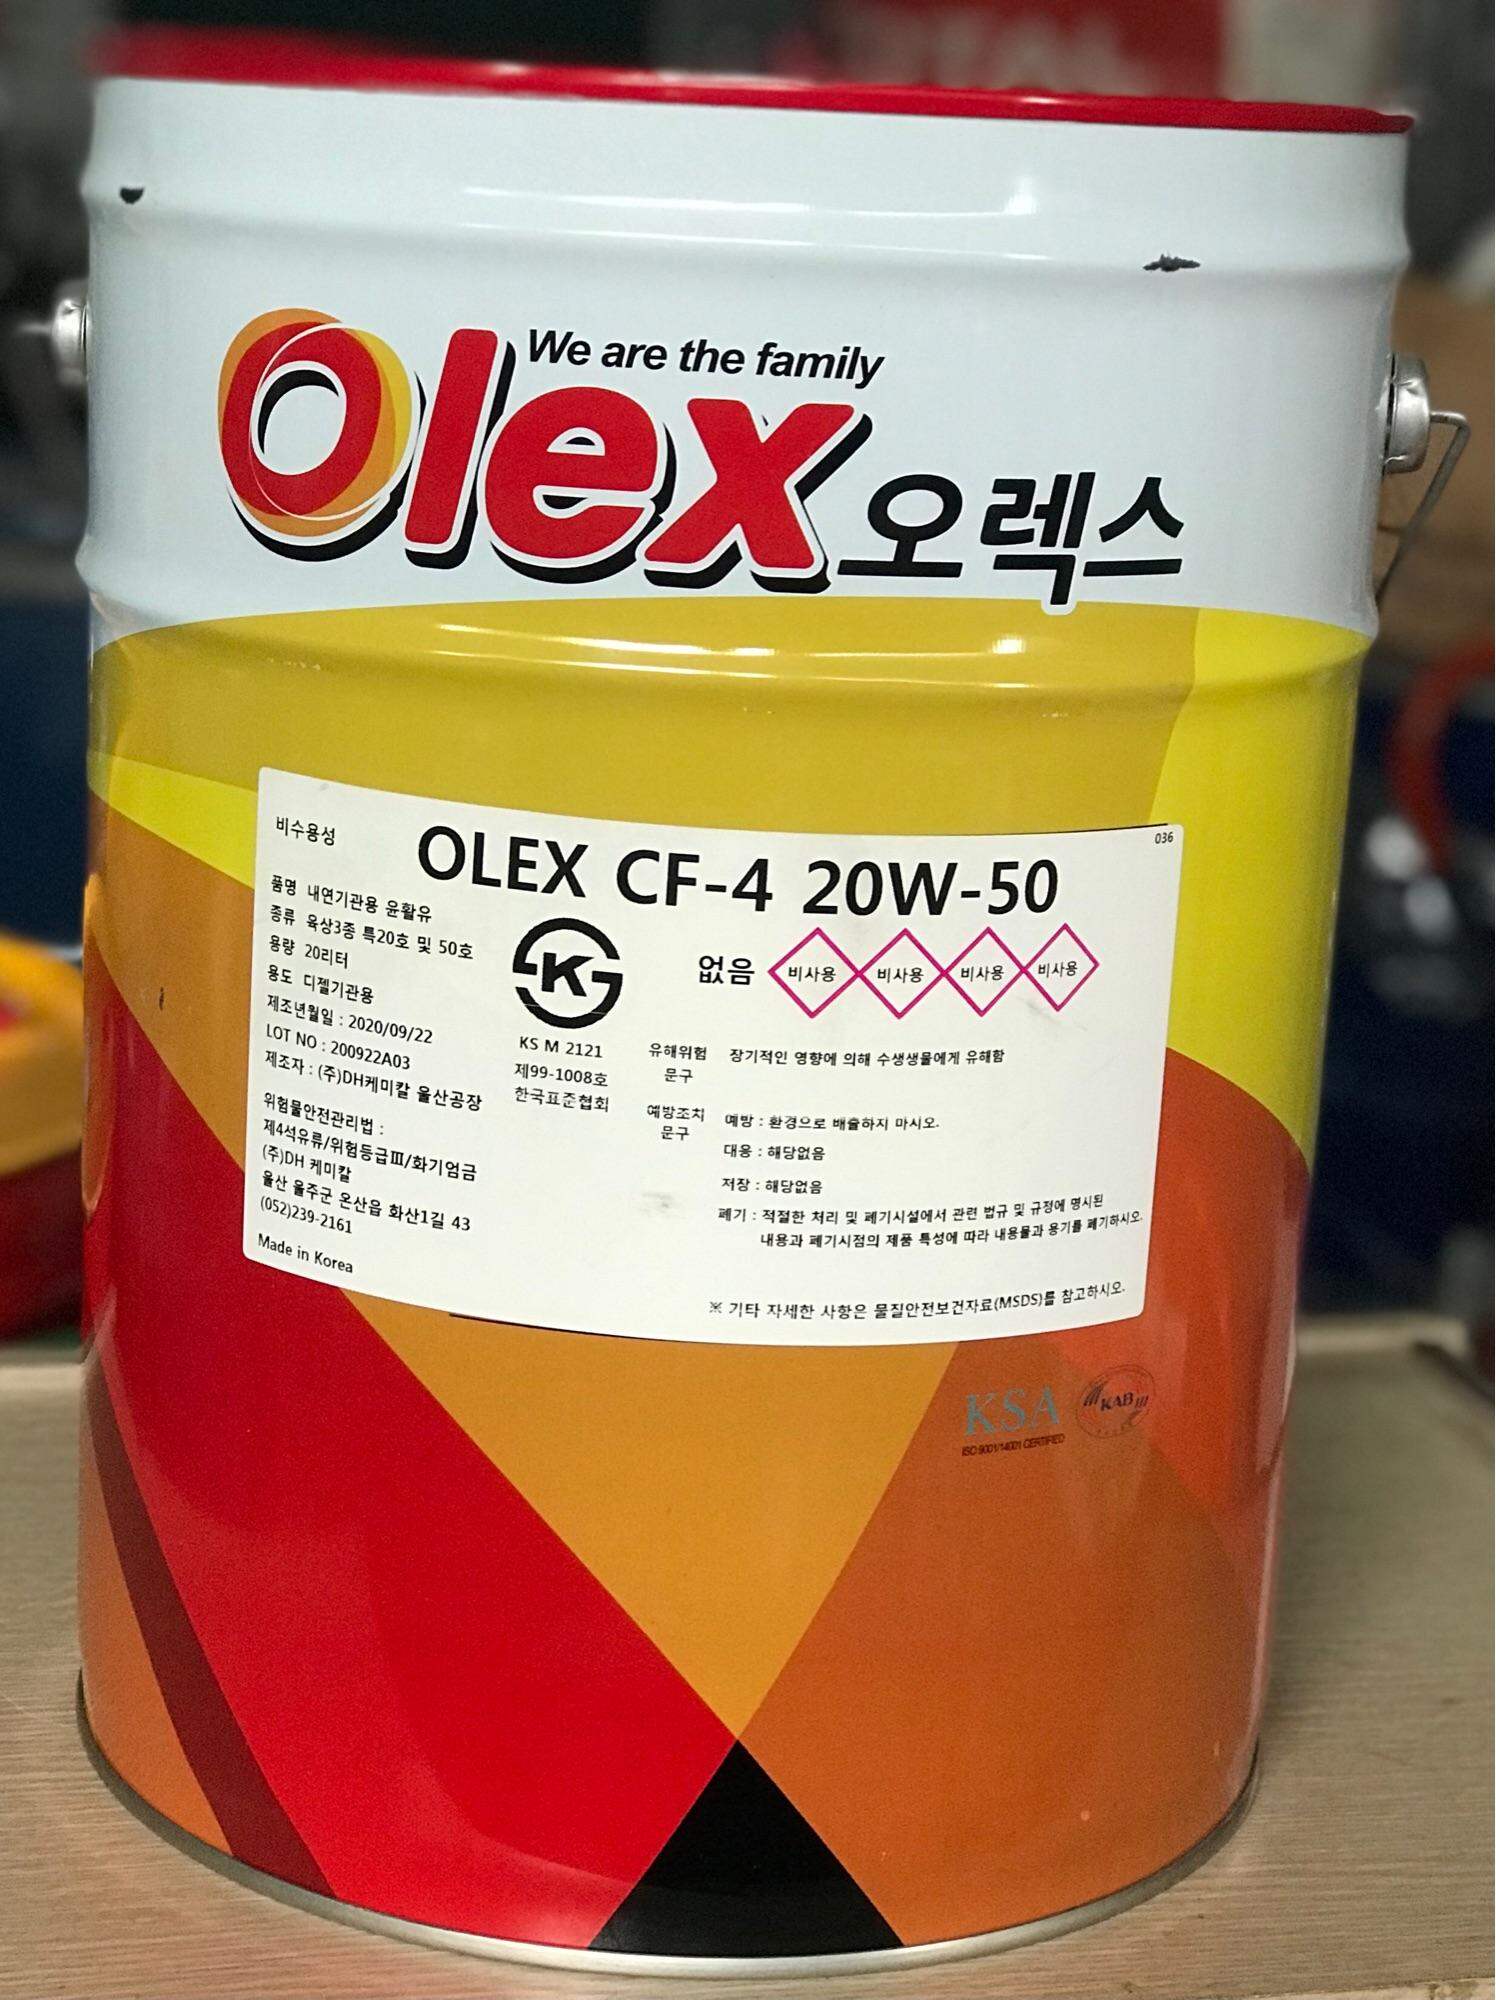 We are the family
Olex 오렉스
036
비수용성
OLEX CF-4 20W-50
품명 내연기관용 윤활유
종류 육상3종 특20호 및 50호
용량 20리터
용도 디젤기관용
제조년월일 : 2020/09/22
LOT NO : 200922A03
제조자 : (주)DH케미칼 울산공장
위험물안전관리법 :
제4석유류/위험등급Ⅲ/화기엄금
(주)DH 케미칼
울산 울주군 온산읍 화산1길 43
(052)239-2161
Made in Korea
K
KS M 2121
제99-1008호
한국표준협회
없음 비사용 비사용 비사용 비사용
유해위험 문구 장기적인 영향에 의해 수생생물에게 유해함
예방조치 문구 예방 : 환경으로 배출하지 마시오.
대응 : 해당없음
저장 : 해당없음
폐기 : 적절한 처리 및 폐기시설에서 관련 법규 및 규정에 명시된
내용과 폐기시점의 제품 특성에 따라 내용물과 용기를 폐기하시오.
※ 기타 자세한 사항은 물질안전보건자료(MSDS)를 참고하시오.
KSA KAB
ISO 9001/14001 CERTIFIED